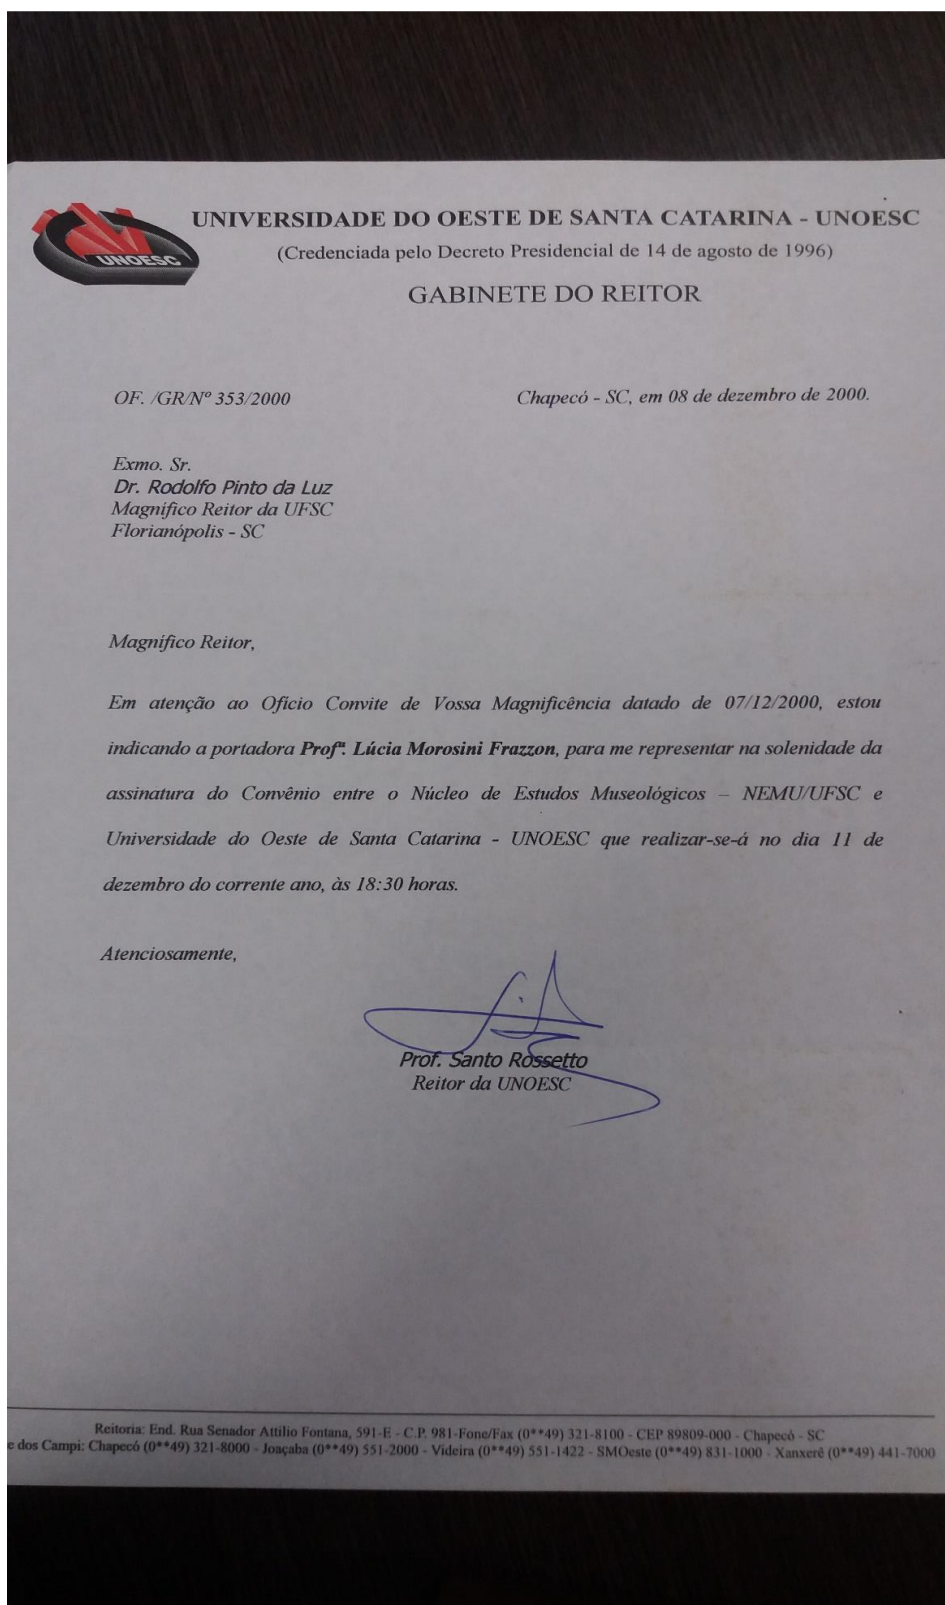 UNOESC
UNIVERSIDADE DO OESTE DE SANTA CATARINA - UNOESC
(Credenciada pelo Decreto Presidencial de 14 de agosto de 1996)
GABINETE DO REITOR
OF. /GR/Nº 353/2000 Chapecó - SC, em 08 de dezembro de 2000.
Exmo. Sr.
Dr. Rodolfo Pinto da Luz
Magnífico Reitor da UFSC
Florianópolis - SC
Magnífico Reitor,
Em atenção ao Ofício Convite de Vossa Magnificência datado de 07/12/2000, estou
indicando a portadora Profª. Lúcia Morosini Frazzon, para me representar na solenidade da
assinatura do Convênio entre o Núcleo de Estudos Museológicos – NEMU/UFSC e
Universidade do Oeste de Santa Catarina - UNOESC que realizar-se-á no dia 11 de
dezembro do corrente ano, às 18:30 horas.
Atenciosamente,
Prof. Santo Rossetto
Reitor da UNOESC
Reitoria: End. Rua Senador Attílio Fontana, 591-E - C.P. 981-Fone/Fax (0**49) 321-8100 - CEP 89809-000 - Chapecó - SC
e dos Campi: Chapecó (0**49) 321-8000 - Joaçaba (0**49) 551-2000 - Videira (0**49) 551-1422 - SMOeste (0**49) 831-1000 - Xanxerê (0**49) 441-7000